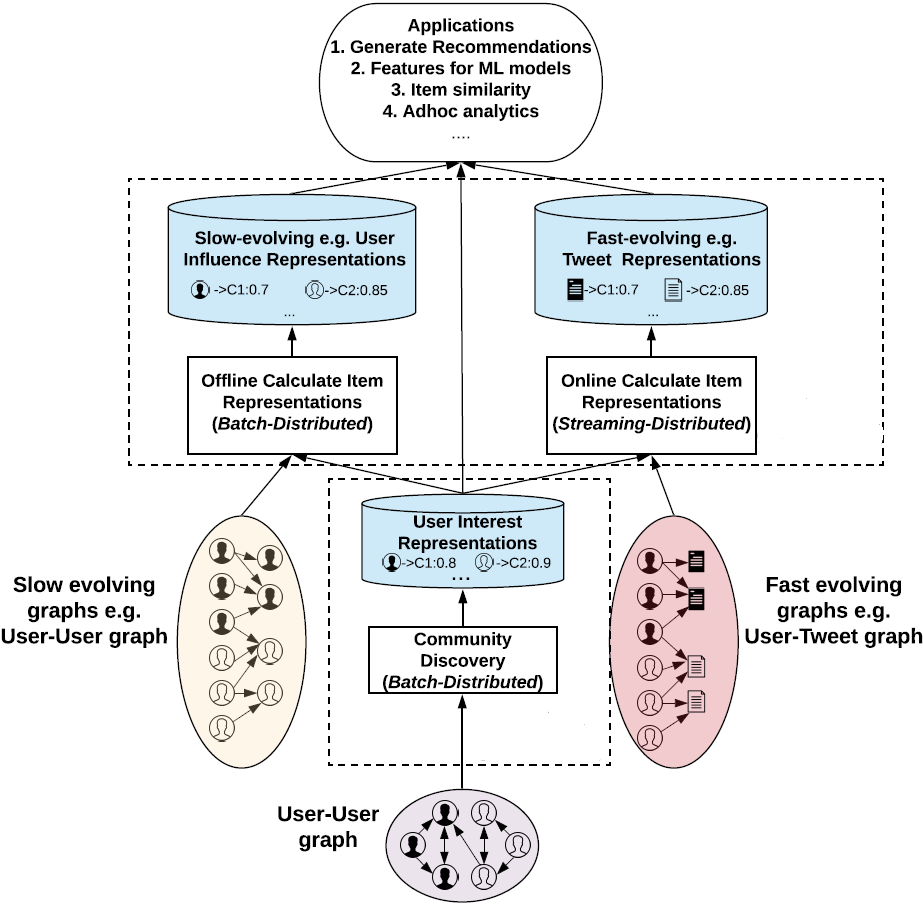 Applications
1. Generate Recommendations
2. Features for ML models
3. Item similarity
4. Adhoc analytics
....
Slow-evolving e.g. User
Influence Representations
->C1:0.7 ->C2:0.85
...
Fast-evolving e.g.
Tweet Representations
->C1:0.7 ->C2:0.85
...
Offline Calculate Item
Representations
(Batch-Distributed)
Online Calculate Item
Representations
(Streaming-Distributed)
User Interest
Representations
->C1:0.8 ->C2:0.9
...
Slow evolving
graphs e.g.
User-User graph
Community
Discovery
(Batch-Distributed)
Fast evolving
graphs e.g.
User-Tweet graph
User-User
graph